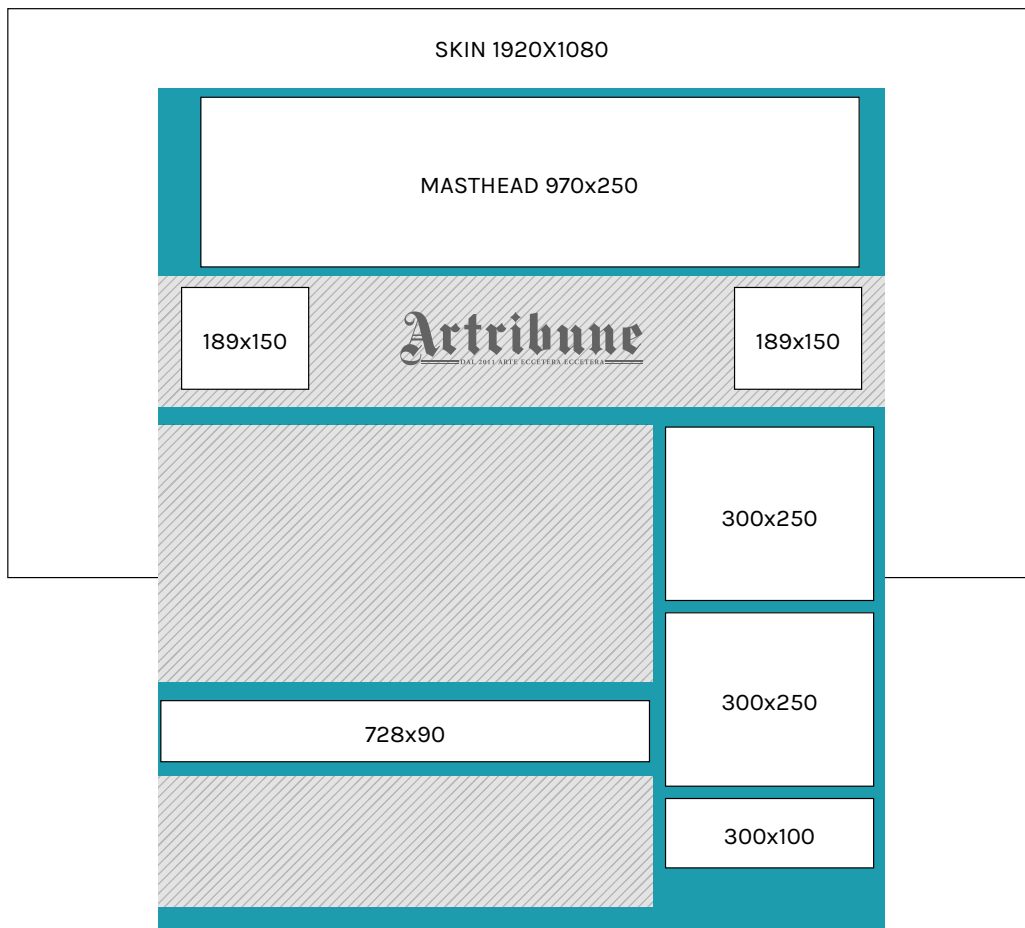 SKIN 1920X1080
MASTHEAD 970x250
189x150
Artribune
DAL 2011 ARTE ECCETERA ECCETERA
189x150
300x250
300x250
728x90
300x100